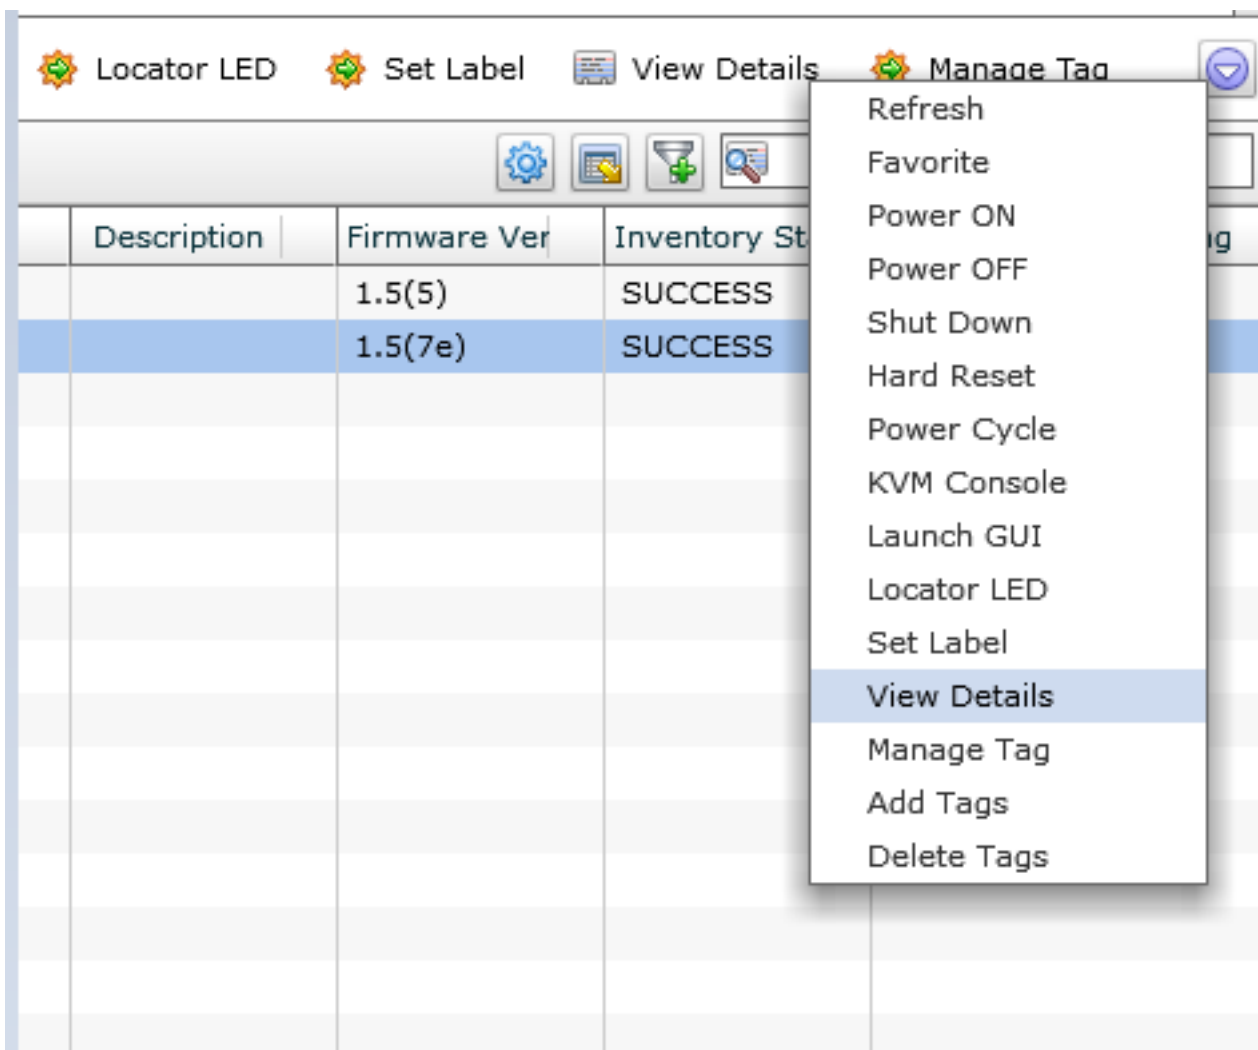 Locator LED Set Label View Details Manage Tag
Description Firmware Ver Inventory St
1.5(5) SUCCESS
1.5(7e) SUCCESS
Refresh
Favorite
Power ON
Power OFF
Shut Down
Hard Reset
Power Cycle
KVM Console
Launch GUI
Locator LED
Set Label
View Details
Manage Tag
Add Tags
Delete Tags